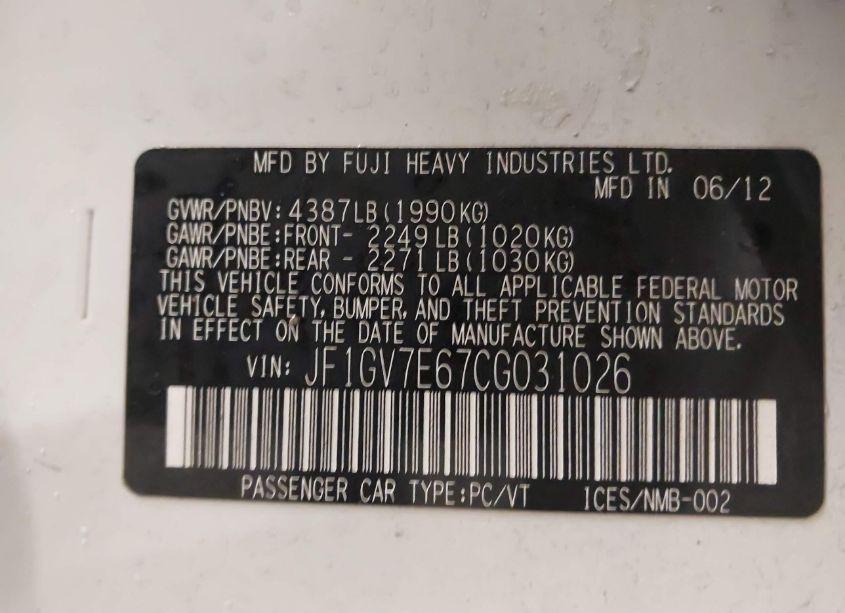 MFD BY FUJI HEAVY INDUSTRIES LTD.
MFD IN 06/12
GVWR/PNBV: 4387LB(1990KG)
GAWR/PNBE:FRONT- 2249LB(1020KG)
GAWR/PNBE:REAR - 2271LB(1030KG)
THIS VEHICLE CONFORMS TO ALL APPLICABLE FEDERAL MOTOR
VEHICLE SAFETY, BUMPER, AND THEFT PREVENTION STANDARDS
IN EFFECT ON THE DATE OF MANUFACTURE SHOWN ABOVE.
VIN: JF1GV7E67CG031026
PASSENGER CAR TYPE:PC/VT ICES/NMB-002